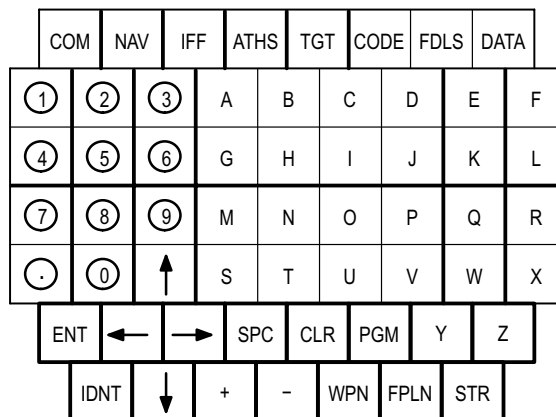 COM NAV IFF ATHS TGT CODE FDLS DATA
1 2 3 A B C D E F
4 5 6 G H I J K L
7 8 9 M N O P Q R
. 0 ↑ S T U V W X
ENT ← → SPC CLR PGM Y Z
IDNT ↓ + − WPN FPLN STR